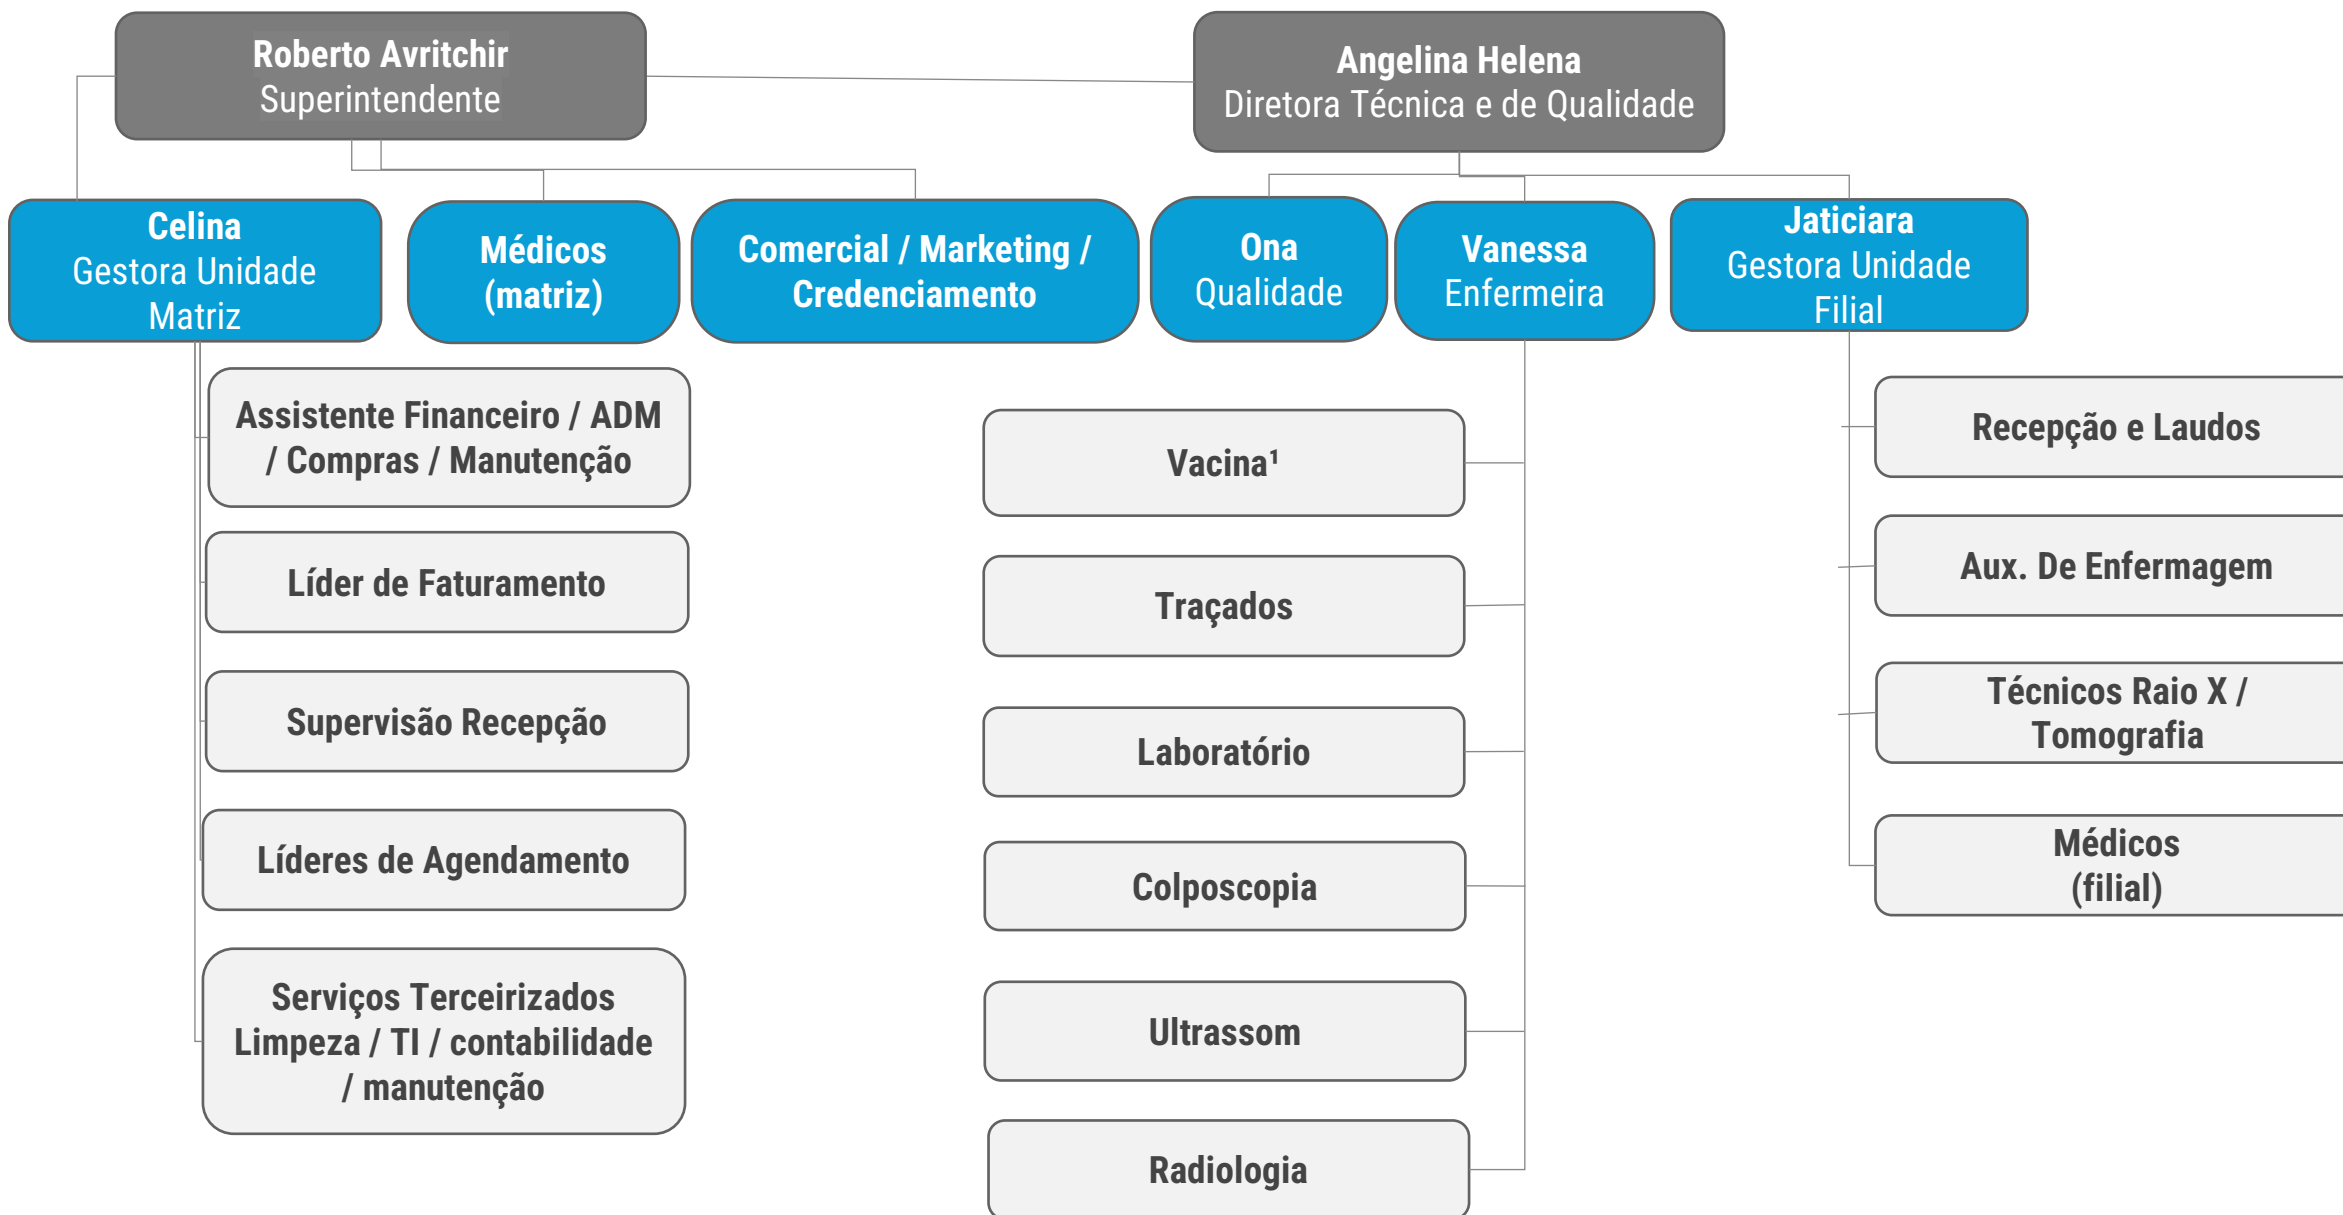 Roberto Avritchir
Superintendente
Angelina Helena
Diretora Técnica e de Qualidade
Celina
Gestora Unidade
Matriz
Médicos
(matriz)
Comercial / Marketing /
Credenciamento
Ona
Qualidade
Vanessa
Enfermeira
Jaticiara
Gestora Unidade
Filial
Assistente Financeiro / ADM
/ Compras / Manutenção
Líder de Faturamento
Supervisão Recepção
Líderes de Agendamento
Serviços Terceirizados
Limpeza / TI / contabilidade
/ manutenção
Vacina¹
Traçados
Laboratório
Colposcopia
Ultrassom
Radiologia
Recepção e Laudos
Aux. De Enfermagem
Técnicos Raio X /
Tomografia
Médicos
(filial)